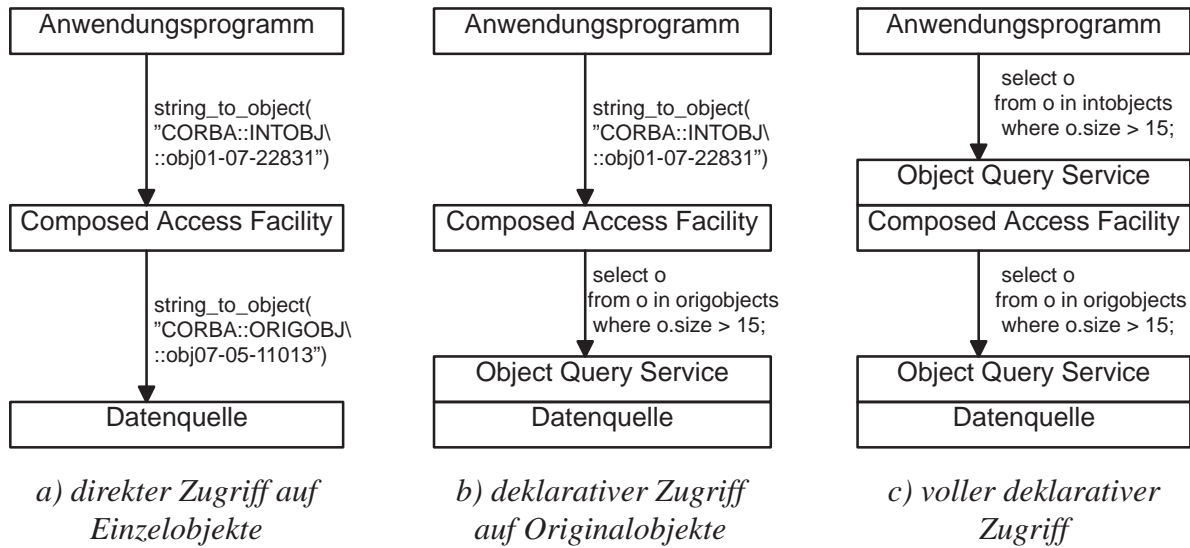 Anwendungsprogramm
string_to_object(
”CORBA::INTOBJ\
::obj01-07-22831”)
Composed Access Facility
string_to_object(
”CORBA::ORIGOBJ\
::obj07-05-11013”)
Datenquelle
a) direkter Zugriff auf
Einzelobjekte
Anwendungsprogramm
string_to_object(
”CORBA::INTOBJ\
::obj01-07-22831”)
Composed Access Facility
select o
from o in origobjects
where o.size > 15;
Object Query Service
Datenquelle
b) deklarativer Zugriff
auf Originalobjekte
Anwendungsprogramm
select o
from o in intobjects
where o.size > 15;
Object Query Service
Composed Access Facility
select o
from o in origobjects
where o.size > 15;
Object Query Service
Datenquelle
c) voller deklarativer
Zugriff